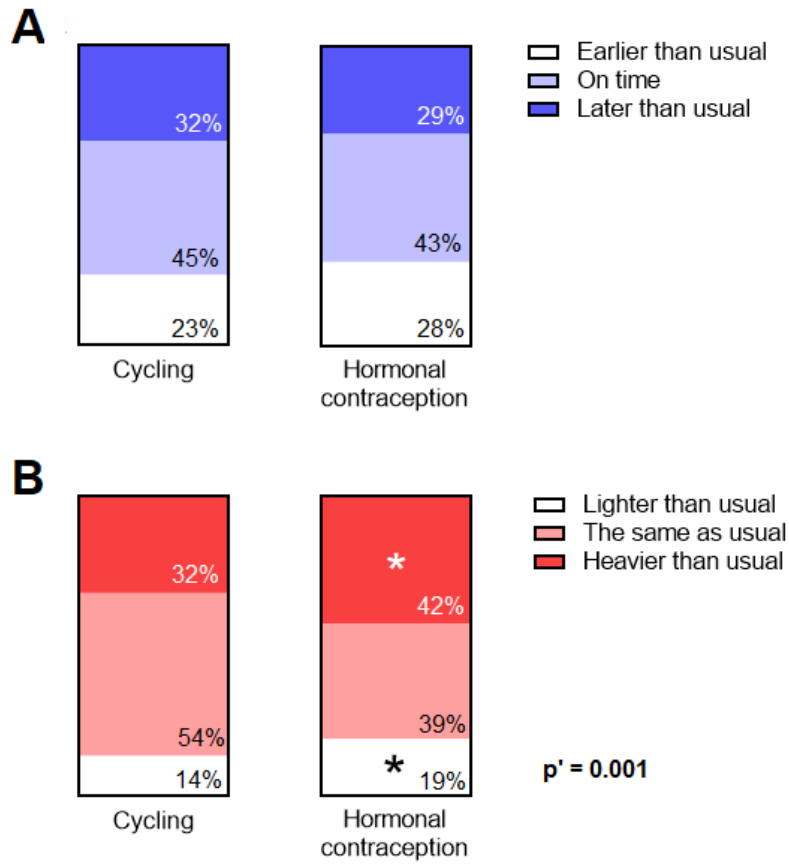 A
Earlier than usual
On time
Later than usual
32%
29%
45%
43%
23%
28%
Cycling
Hormonal
contraception
B
Lighter than usual
The same as usual
Heavier than usual
32%
*
42%
54%
39%
14%
*
19%
p' = 0.001
Cycling
Hormonal
contraception